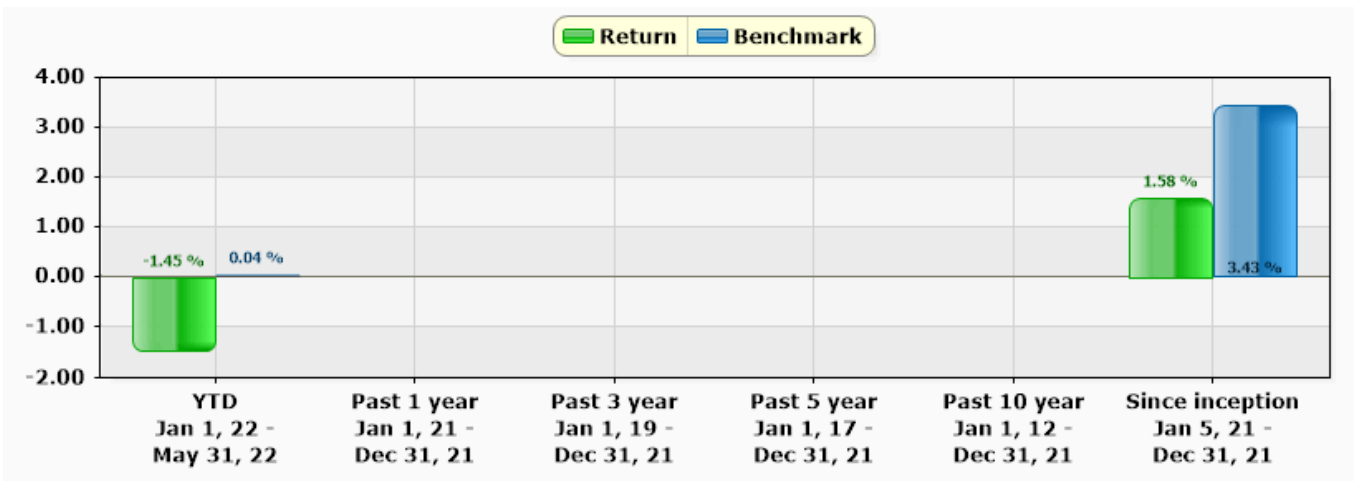 Return Benchmark
4.00
3.00
2.00
1.00
0.00
-1.00
-2.00
-1.45 %
0.04 %
1.58 %
3.43 %
YTD
Jan 1, 22 -
May 31, 22
Past 1 year
Jan 1, 21 -
Dec 31, 21
Past 3 year
Jan 1, 19 -
Dec 31, 21
Past 5 year
Jan 1, 17 -
Dec 31, 21
Past 10 year
Jan 1, 12 -
Dec 31, 21
Since inception
Jan 5, 21 -
Dec 31, 21